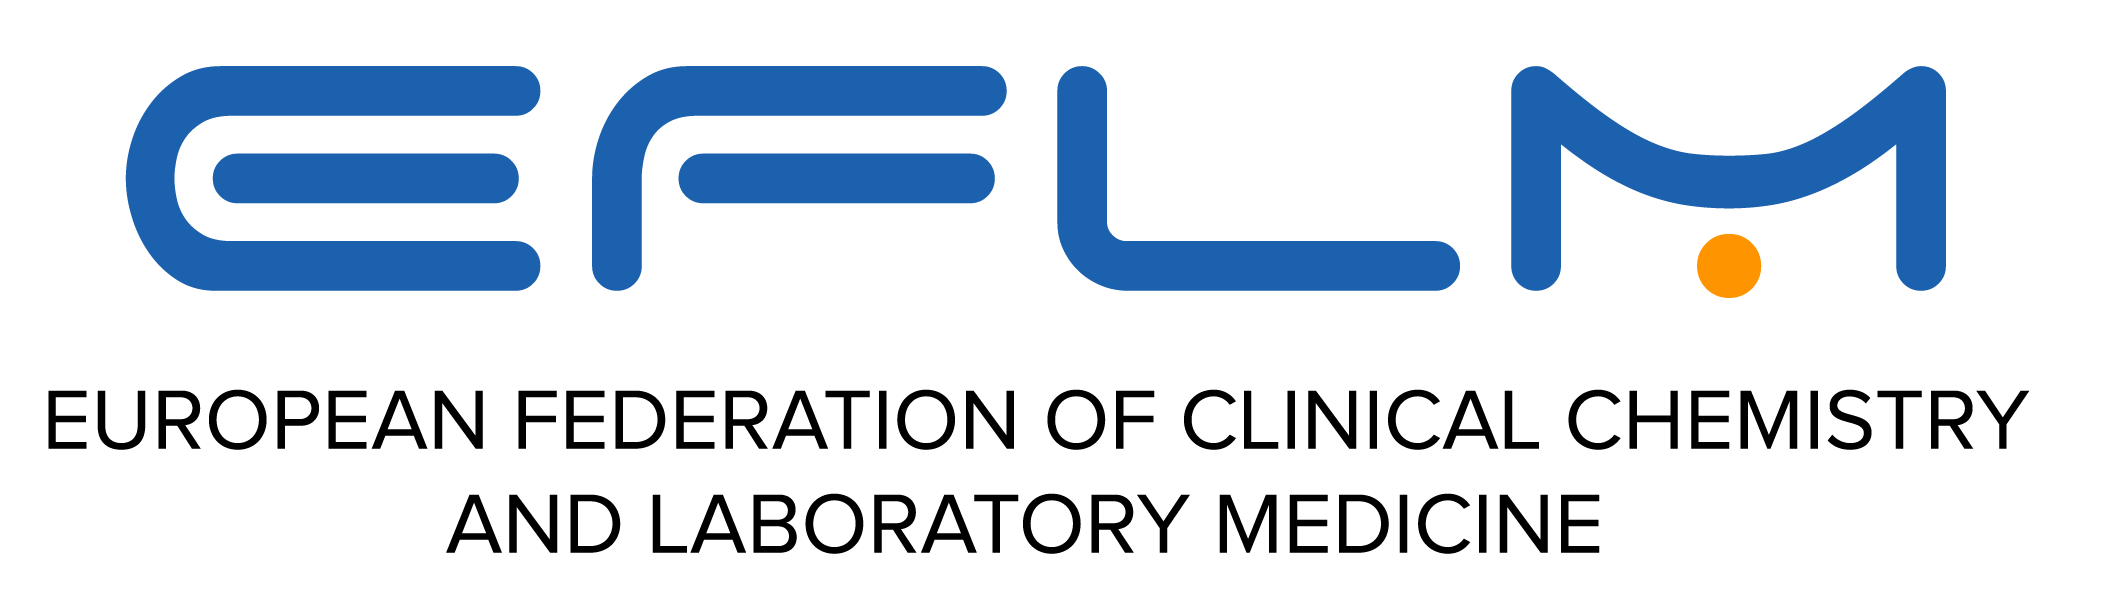 EFLM
EUROPEAN FEDERATION OF CLINICAL CHEMISTRY
AND LABORATORY MEDICINE